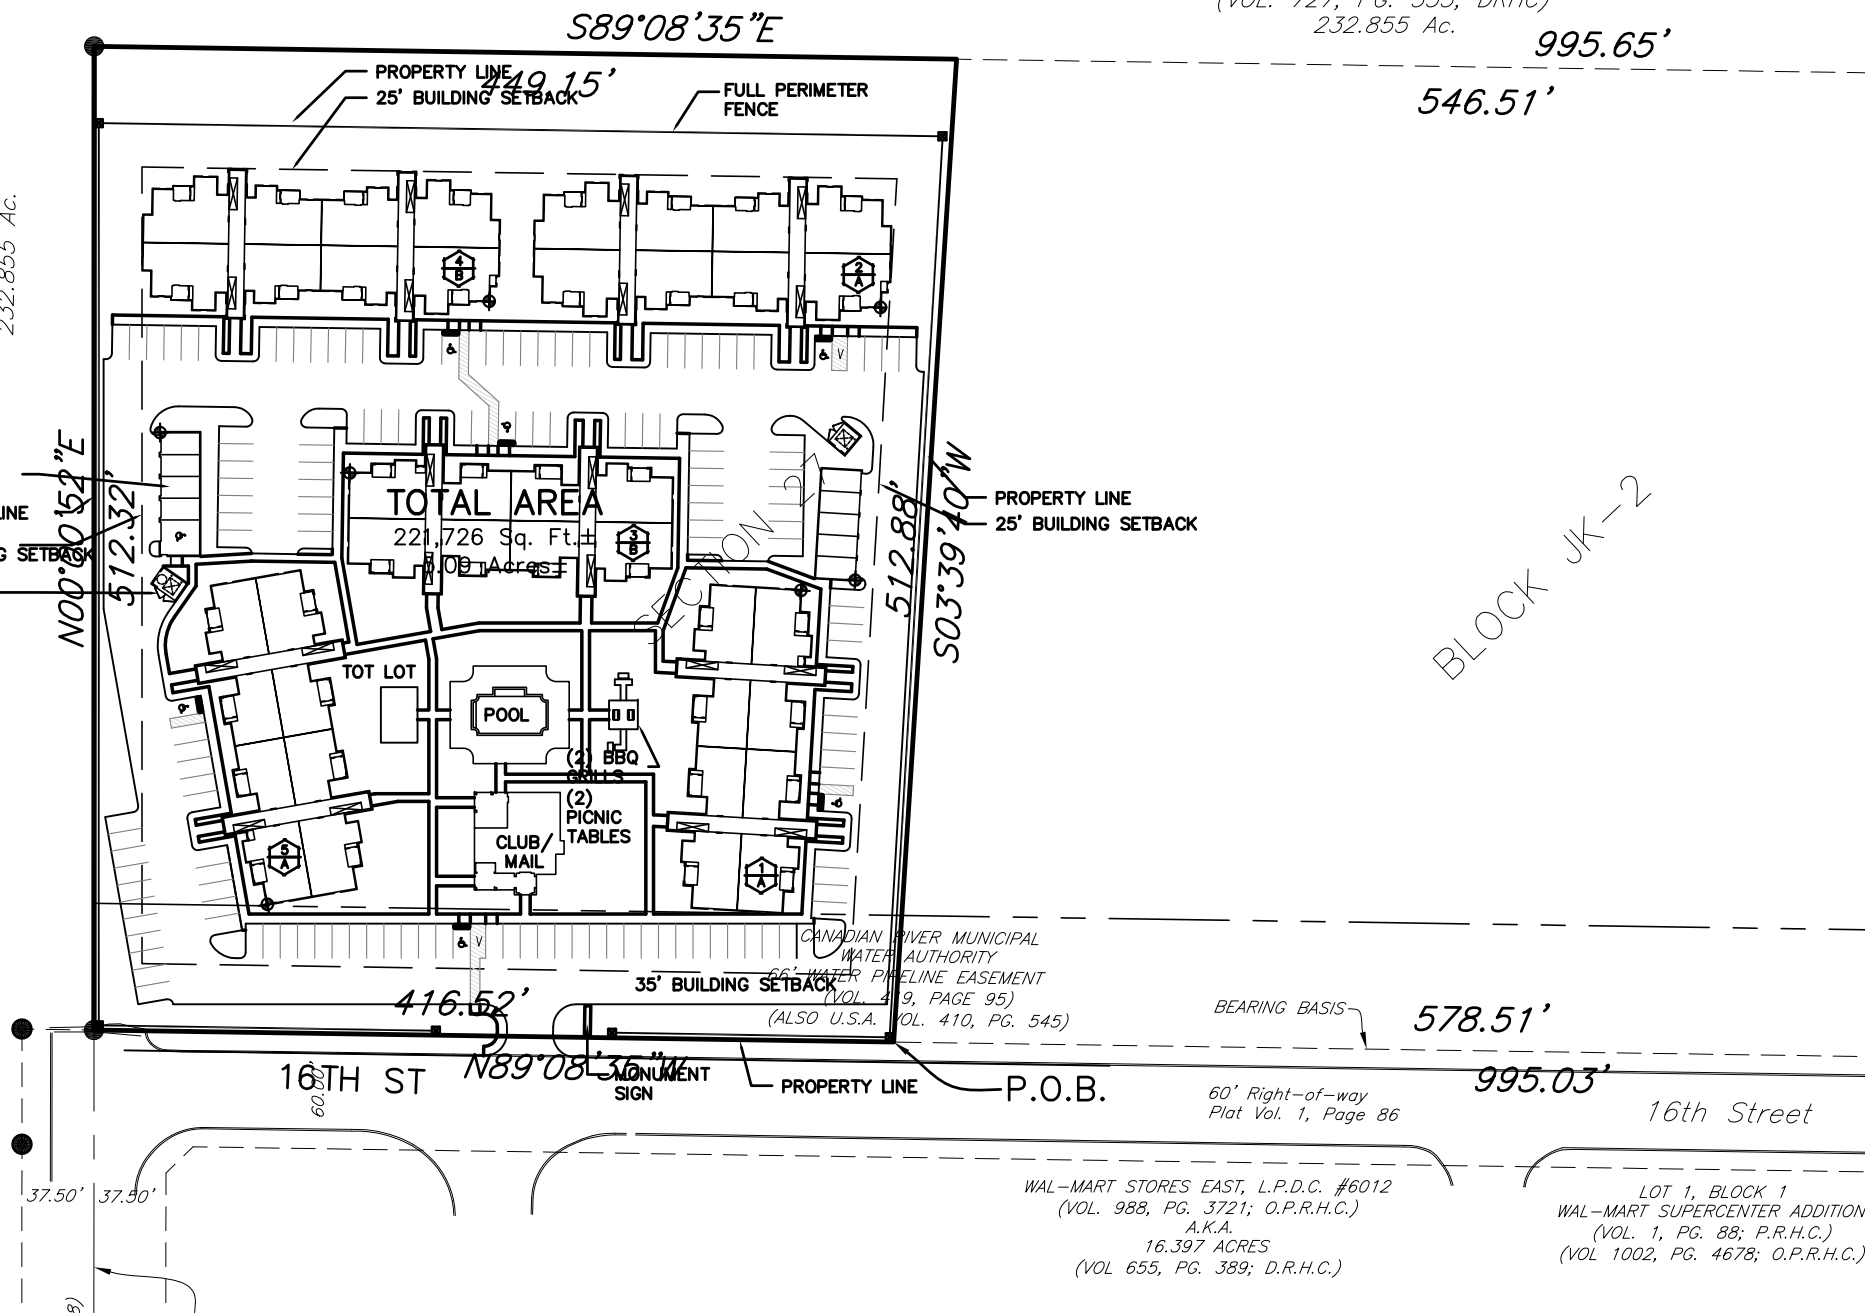 (VOL. 727, PG. 553, DRHC)
232.855 Ac.
S89°08'35"E
995.65'
449.15'
546.51'
PROPERTY LINE
25' BUILDING SETBACK
FULL PERIMETER
FENCE
232.855 Ac.
4
B
2
A
V
TOTAL AREA
221,726 Sq. Ft.±
5.09 Acres±
3
B
SECTION 27
BLOCK JK-2
N00°00'52"E
512.32'
512.88'
S03°39'40"W
PROPERTY LINE
25' BUILDING SETBACK
LINE
G SETBACK
TOT LOT
POOL
(2) BBQ
GRILLS
(2)
PICNIC
TABLES
CLUB/
MAIL
5
A
1
A
V
CANADIAN RIVER MUNICIPAL
WATER AUTHORITY
66' WATER PIPELINE EASEMENT
(VOL. 419, PAGE 95)
(ALSO U.S.A. VOL. 410, PG. 545)
35' BUILDING SETBACK
416.52'
BEARING BASIS
578.51'
N89°08'35"W
995.03'
16TH ST
60.00'
MONUMENT
SIGN
PROPERTY LINE
P.O.B.
60' Right-of-way
Plat Vol. 1, Page 86
16th Street
37.50'
37.50'
WAL-MART STORES EAST, L.P.D.C. #6012
(VOL. 988, PG. 3721; O.P.R.H.C.)
A.K.A.
16.397 ACRES
(VOL 655, PG. 389; D.R.H.C.)
LOT 1, BLOCK 1
WAL-MART SUPERCENTER ADDITION
(VOL. 1, PG. 88; P.R.H.C.)
(VOL 1002, PG. 4678; O.P.R.H.C.)
8)